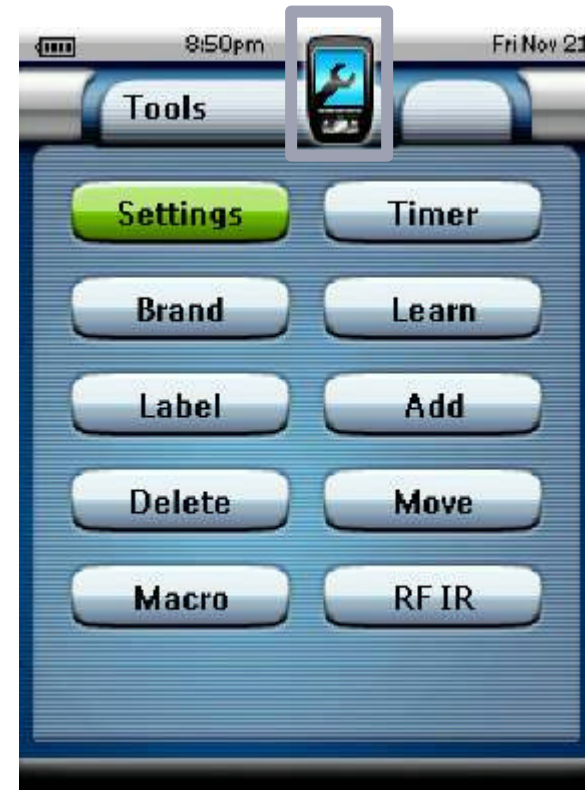 8:50pm Fri Nov 21
Tools
Settings Timer
Brand Learn
Label Add
Delete Move
Macro RF IR